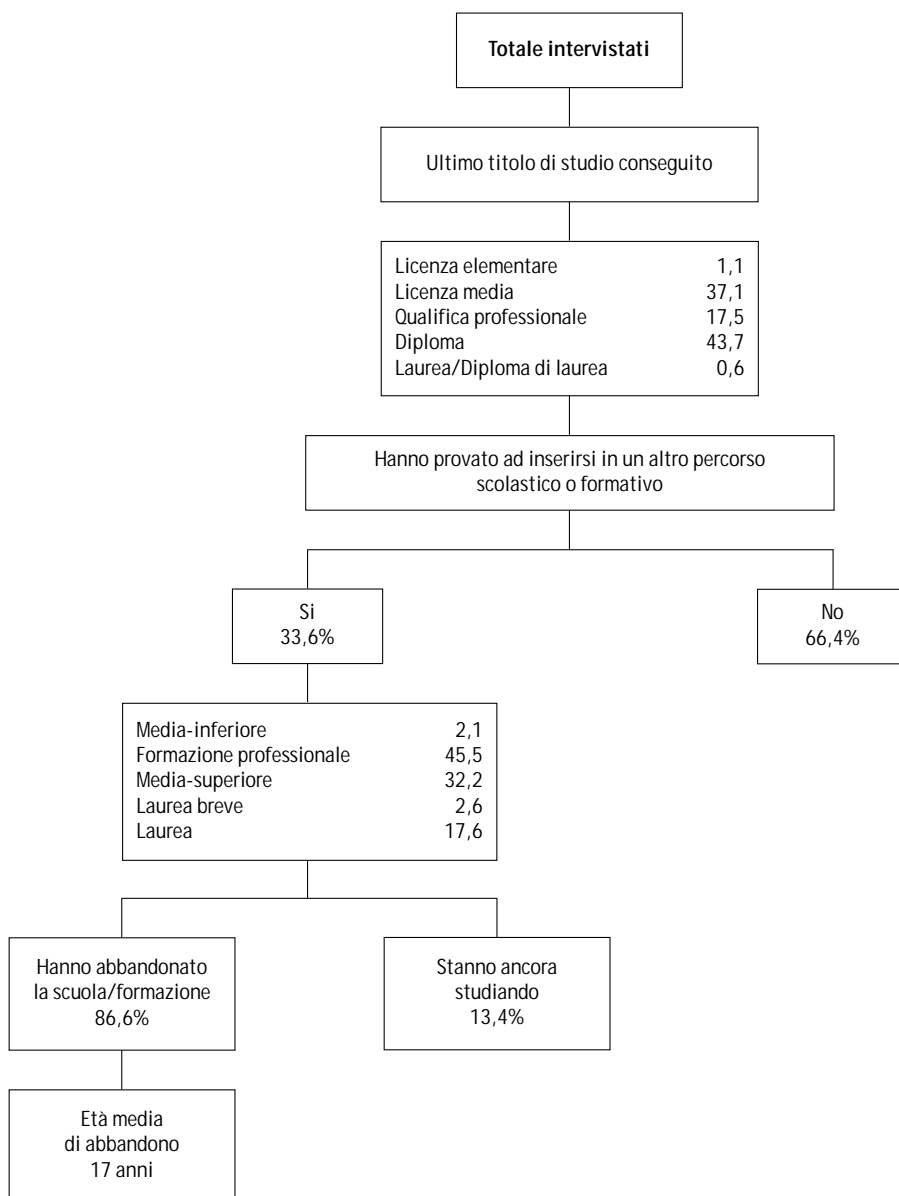 Totale intervistati
Ultimo titolo di studio conseguito
Licenza elementare 1,1
Licenza media 37,1
Qualifica professionale 17,5
Diploma 43,7
Laurea/Diploma di laurea 0,6
Hanno provato ad inserirsi in un altro percorso
scolastico o formativo
Si
33,6%
No
66,4%
Media-inferiore 2,1
Formazione professionale 45,5
Media-superiore 32,2
Laurea breve 2,6
Laurea 17,6
Hanno abbandonato
la scuola/formazione
86,6%
Stanno ancora
studiando
13,4%
Età media
di abbandono
17 anni